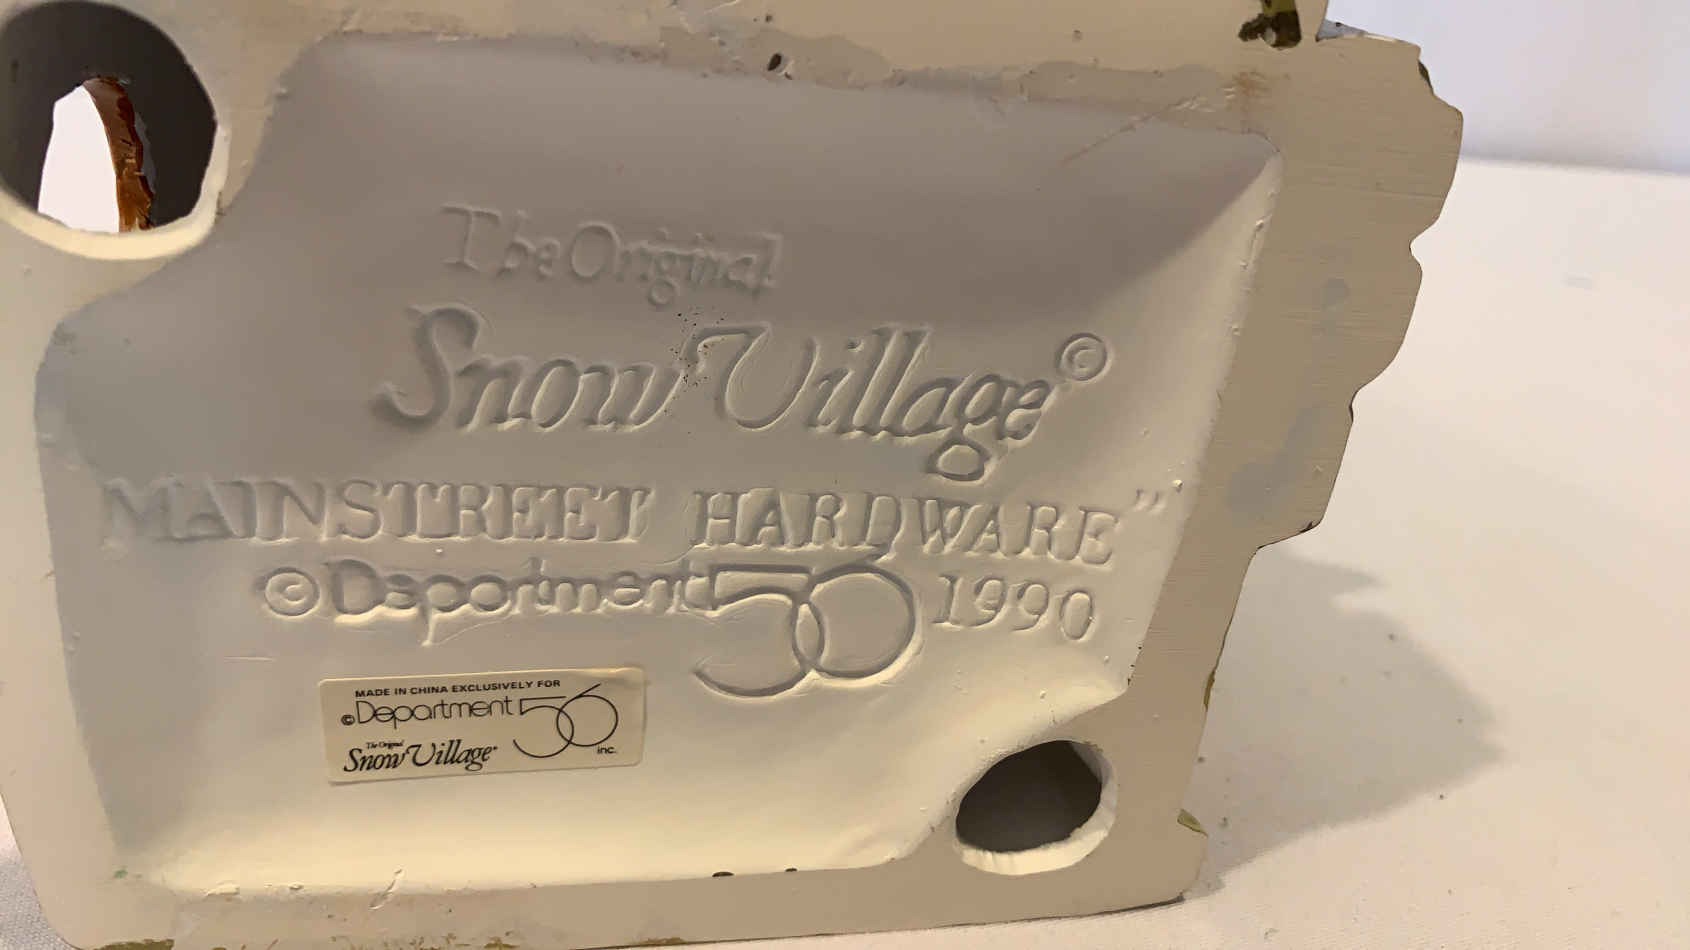 The Original
Snow Village©
MAINSTREET HARDWARE"
©Department 56 1990
MADE IN CHINA EXCLUSIVELY FOR
©Department 56
inc.
The Original
Snow Village